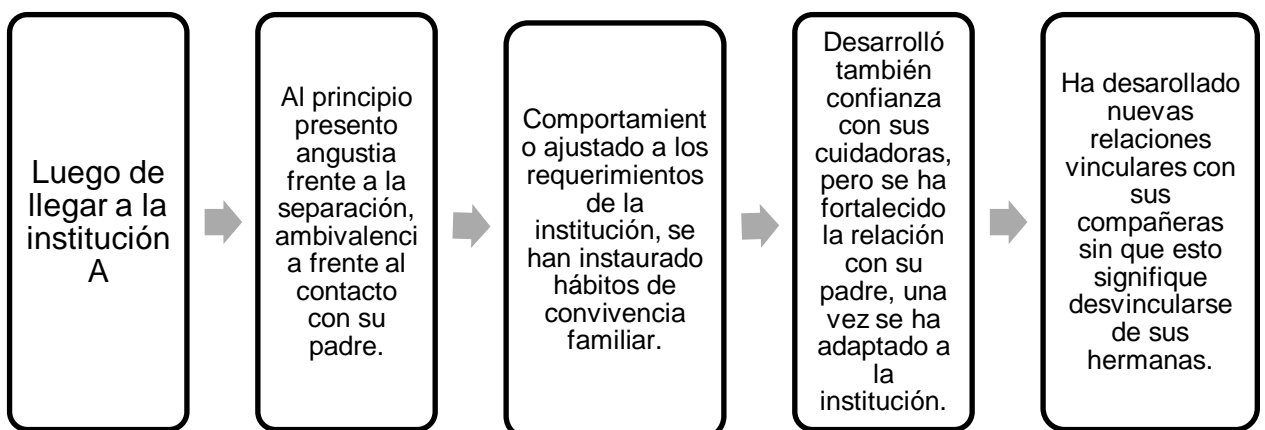 Luego de
llegar a la
institución
A
Al principio
presento
angustia
frente a la
separación,
ambivalenci
a frente al
contacto
con su
padre.
Comportamient
o ajustado a los
requerimientos
de la
institución, se
han instaurado
hábitos de
convivencia
familiar.
Desarrolló
también
confianza
con sus
cuidadoras,
pero se ha
fortalecido
la relación
con su
padre, una
vez se ha
adaptado a
la
institución.
Ha desarollado
nuevas
relaciones
vinculares con
sus
compañeras
sin que esto
signifique
desvincularse
de sus
hermanas.